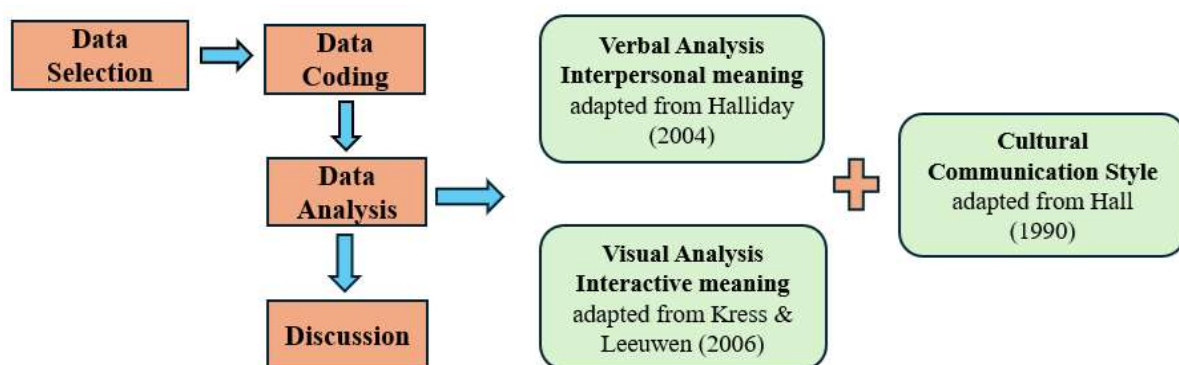 Data
Selection
Data
Coding
Data
Analysis
Discussion
Verbal Analysis
Interpersonal meaning
adapted from Halliday
(2004)
Visual Analysis
Interactive meaning
adapted from Kress &
Leeuwen (2006)
Cultural
Communication Style
adapted from Hall
(1990)